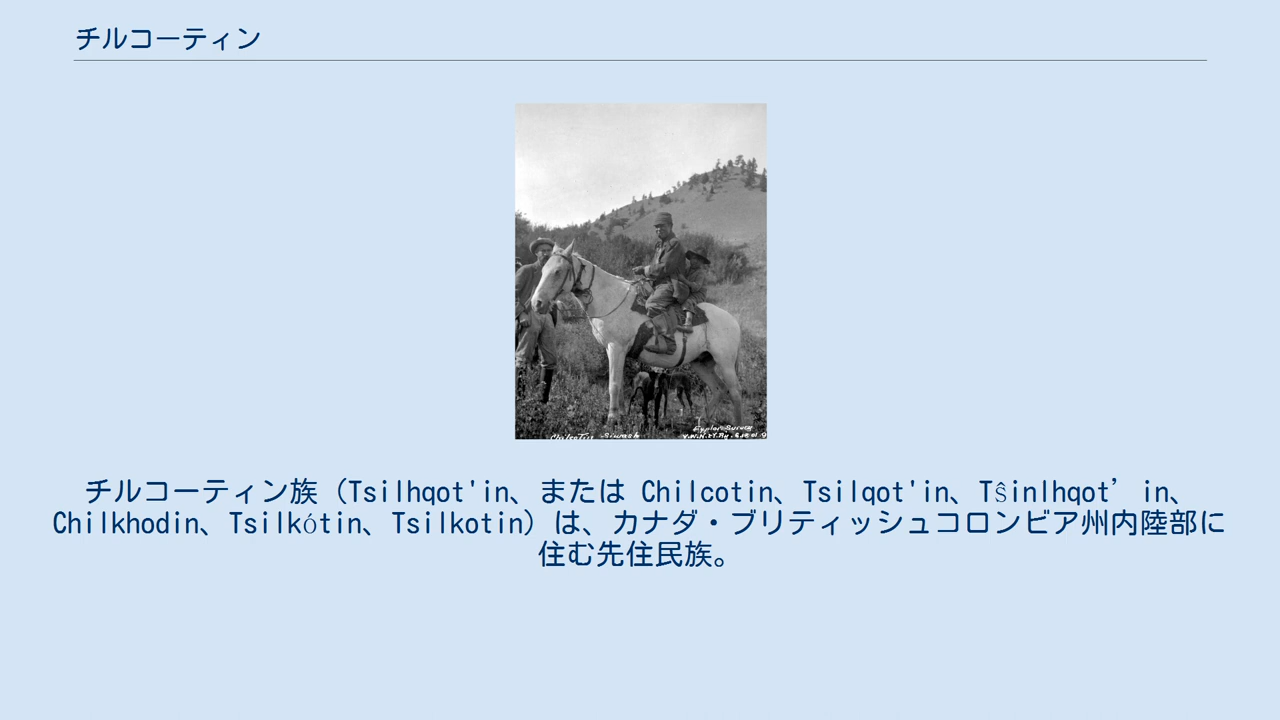 チルコーティン
Chilcotin Siwash
チルコーティン族（Tsilhqot'in、または Chilcotin、Tsilqot'in、Tŝinlhqot’in、
Chilkhodin、Tsilkótin、Tsilkotin）は、カナダ・ブリティッシュコロンビア州内陸部に
住む先住民族。